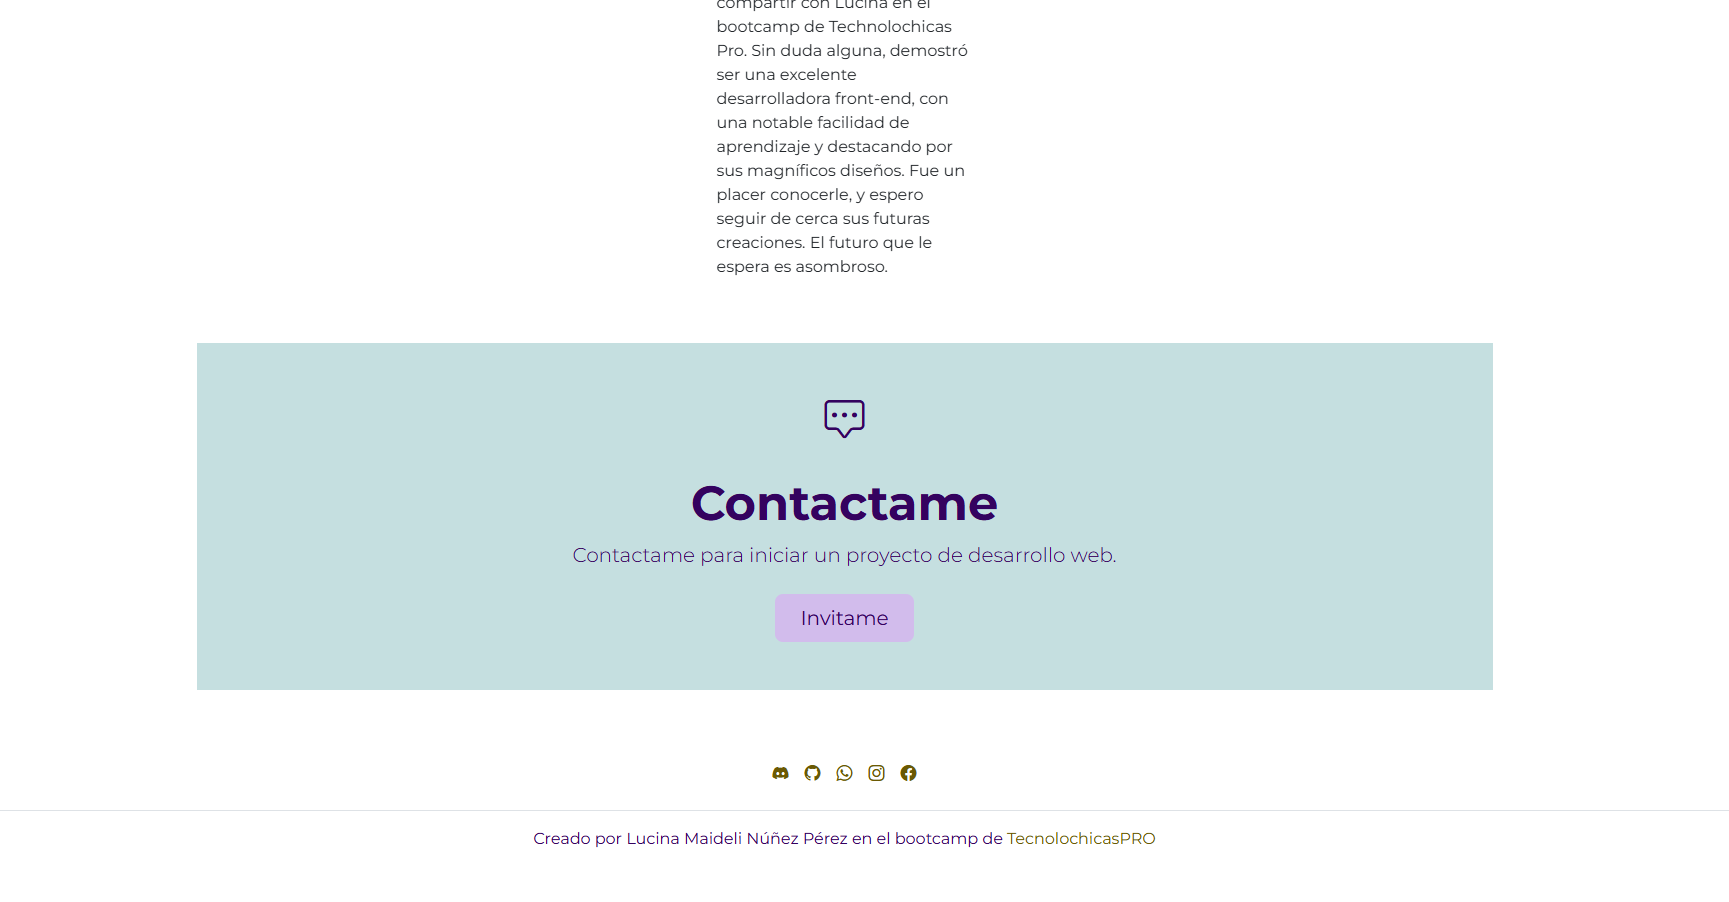 compartir con Lucina en el
bootcamp de Technolochicas
Pro. Sin duda alguna, demostró
ser una excelente
desarrolladora front-end, con
una notable facilidad de
aprendizaje y destacando por
sus magníficos diseños. Fue un
placer conocerle, y espero
seguir de cerca sus futuras
creaciones. El futuro que le
espera es asombroso.
Contactame
Contactame para iniciar un proyecto de desarrollo web.
Invitame
Creado por Lucina Maideli Núñez Pérez en el bootcamp de TecnolochicasPRO